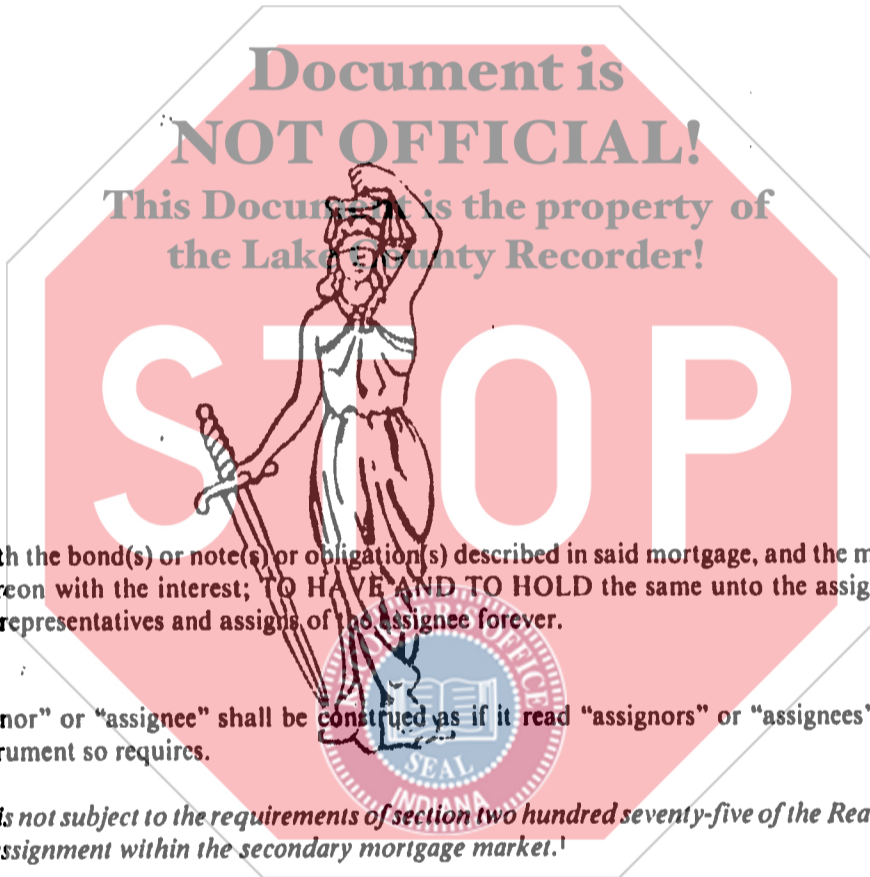 Document is
NOT OFFICIAL!
This Document is the property of
the Lake County Recorder!
STOP
th the bond(s) or note(s) or obligation(s) described in said mortgage, and the m
reon with the interest; TO HAVE AND TO HOLD the same unto the assig
representatives and assigns of the assignee forever.
nor” or “assignee” shall be construed as if it read “assignors” or “assignees”
rument so requires.
is not subject to the requirements of section two hundred seventy-five of the Rea
ssignment within the secondary mortgage market.¹
SEAL
INDIANA